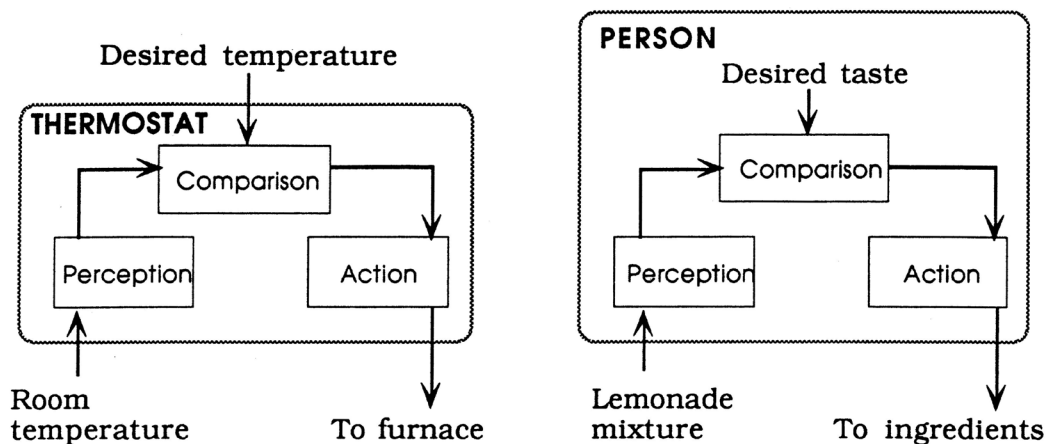 Desired temperature
THERMOSTAT
Comparison
Perception
Action
Room
temperature
To furnace
PERSON
Desired taste
Comparison
Perception
Action
Lemonade
mixture
To ingredients